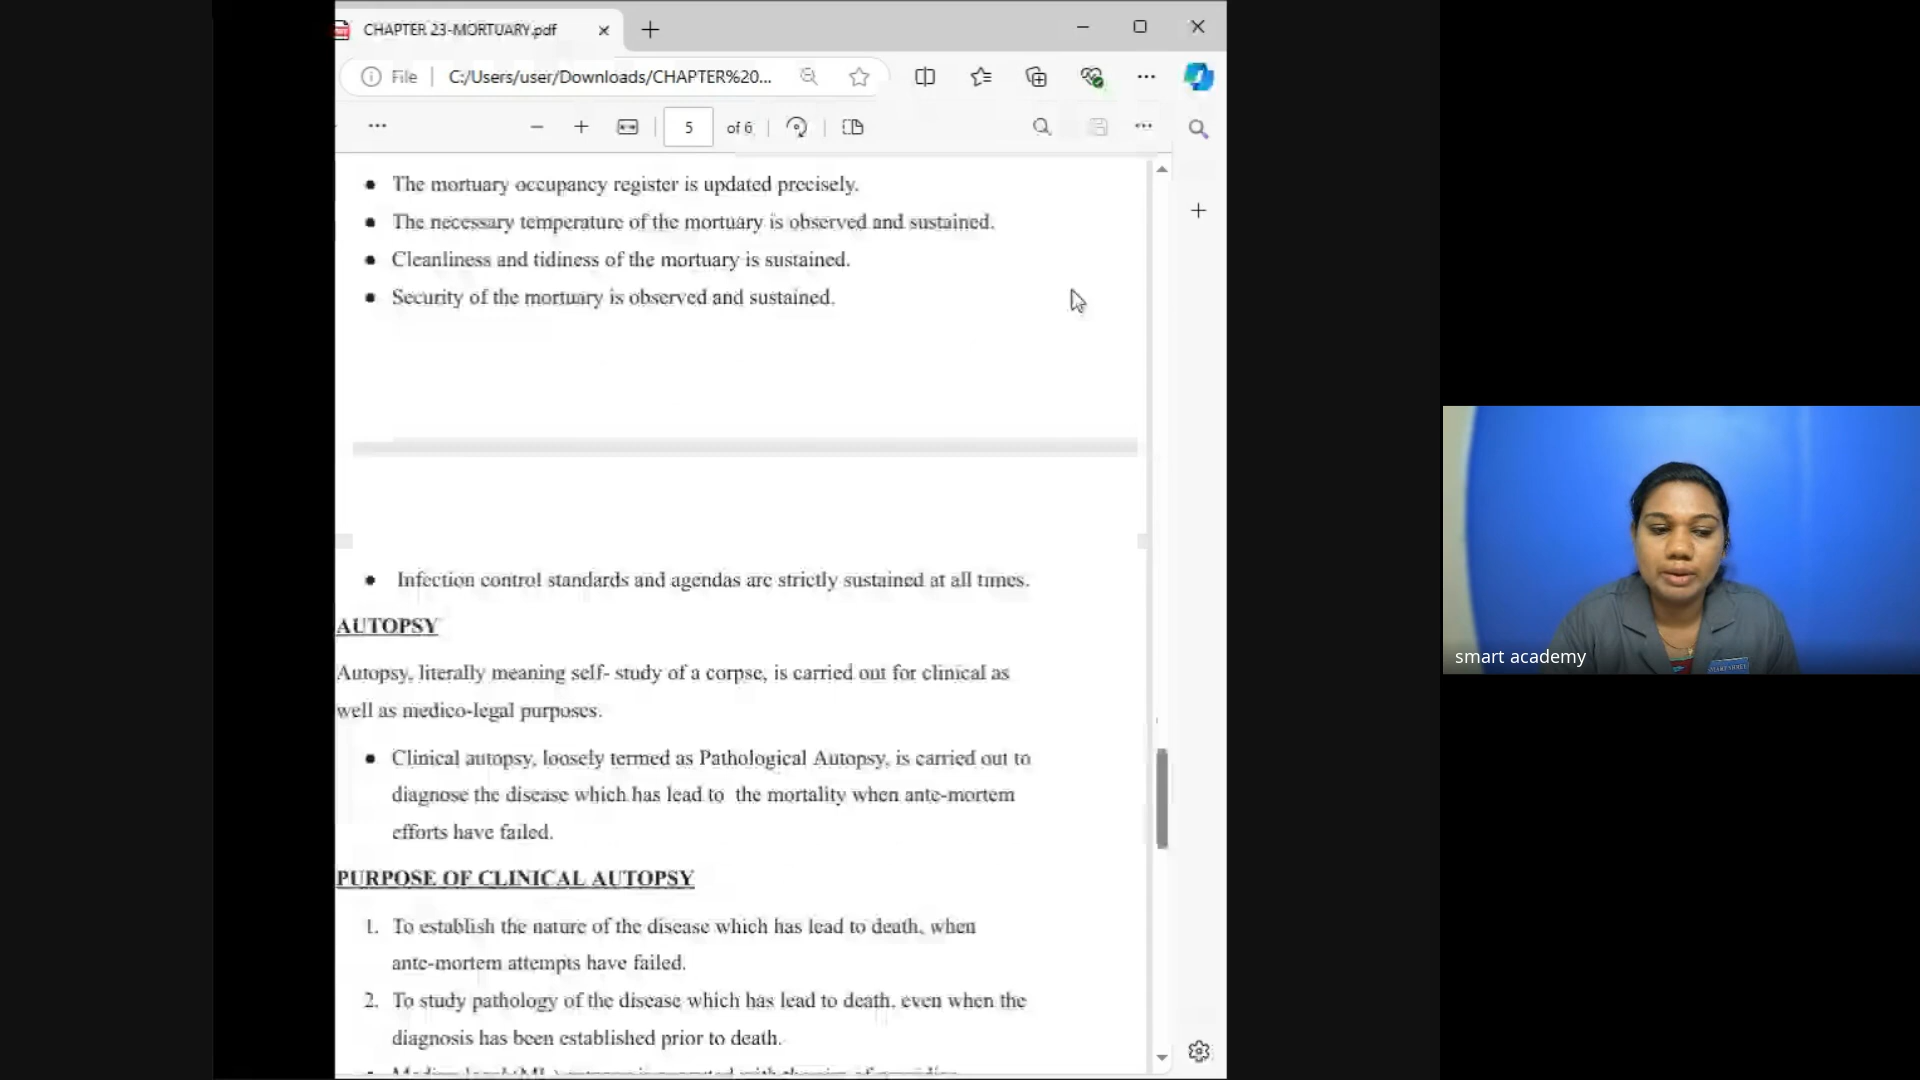 CHAPTER 23-MORTUARY.pdf
File
C:/Users/user/Downloads/CHAPTER%20...
5 of 6
• The mortuary occupancy register is updated precisely.
• The necessary temperature of the mortuary is observed and sustained.
• Cleanliness and tidiness of the mortuary is sustained.
• Security of the mortuary is observed and sustained.
• Infection control standards and agendas are strictly sustained at all times.
AUTOPSY
Autopsy, literally meaning self- study of a corpse, is carried out for clinical as
well as medico-legal purposes.
• Clinical autopsy, loosely termed as Pathological Autopsy, is carried out to
diagnose the disease which has lead to the mortality when ante-mortem
efforts have failed.
PURPOSE OF CLINICAL AUTOPSY
1. To establish the nature of the disease which has lead to death, when
ante-mortem attempts have failed.
2. To study pathology of the disease which has lead to death, even when the
diagnosis has been established prior to death.
smart academy